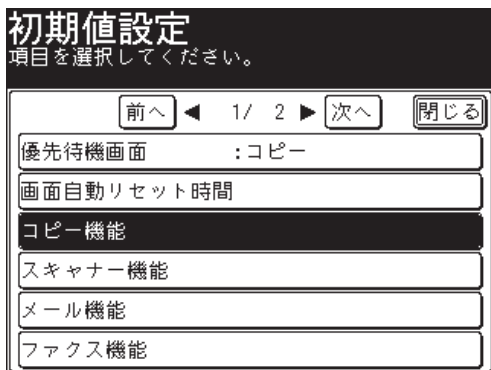 初期値設定
項目を選択してください。
前へ ◀ 1/ 2 ▶ 次へ 閉じる
優先待機画面 :コピー
画面自動リセット時間
コピー機能
スキャナー機能
メール機能
ファクス機能